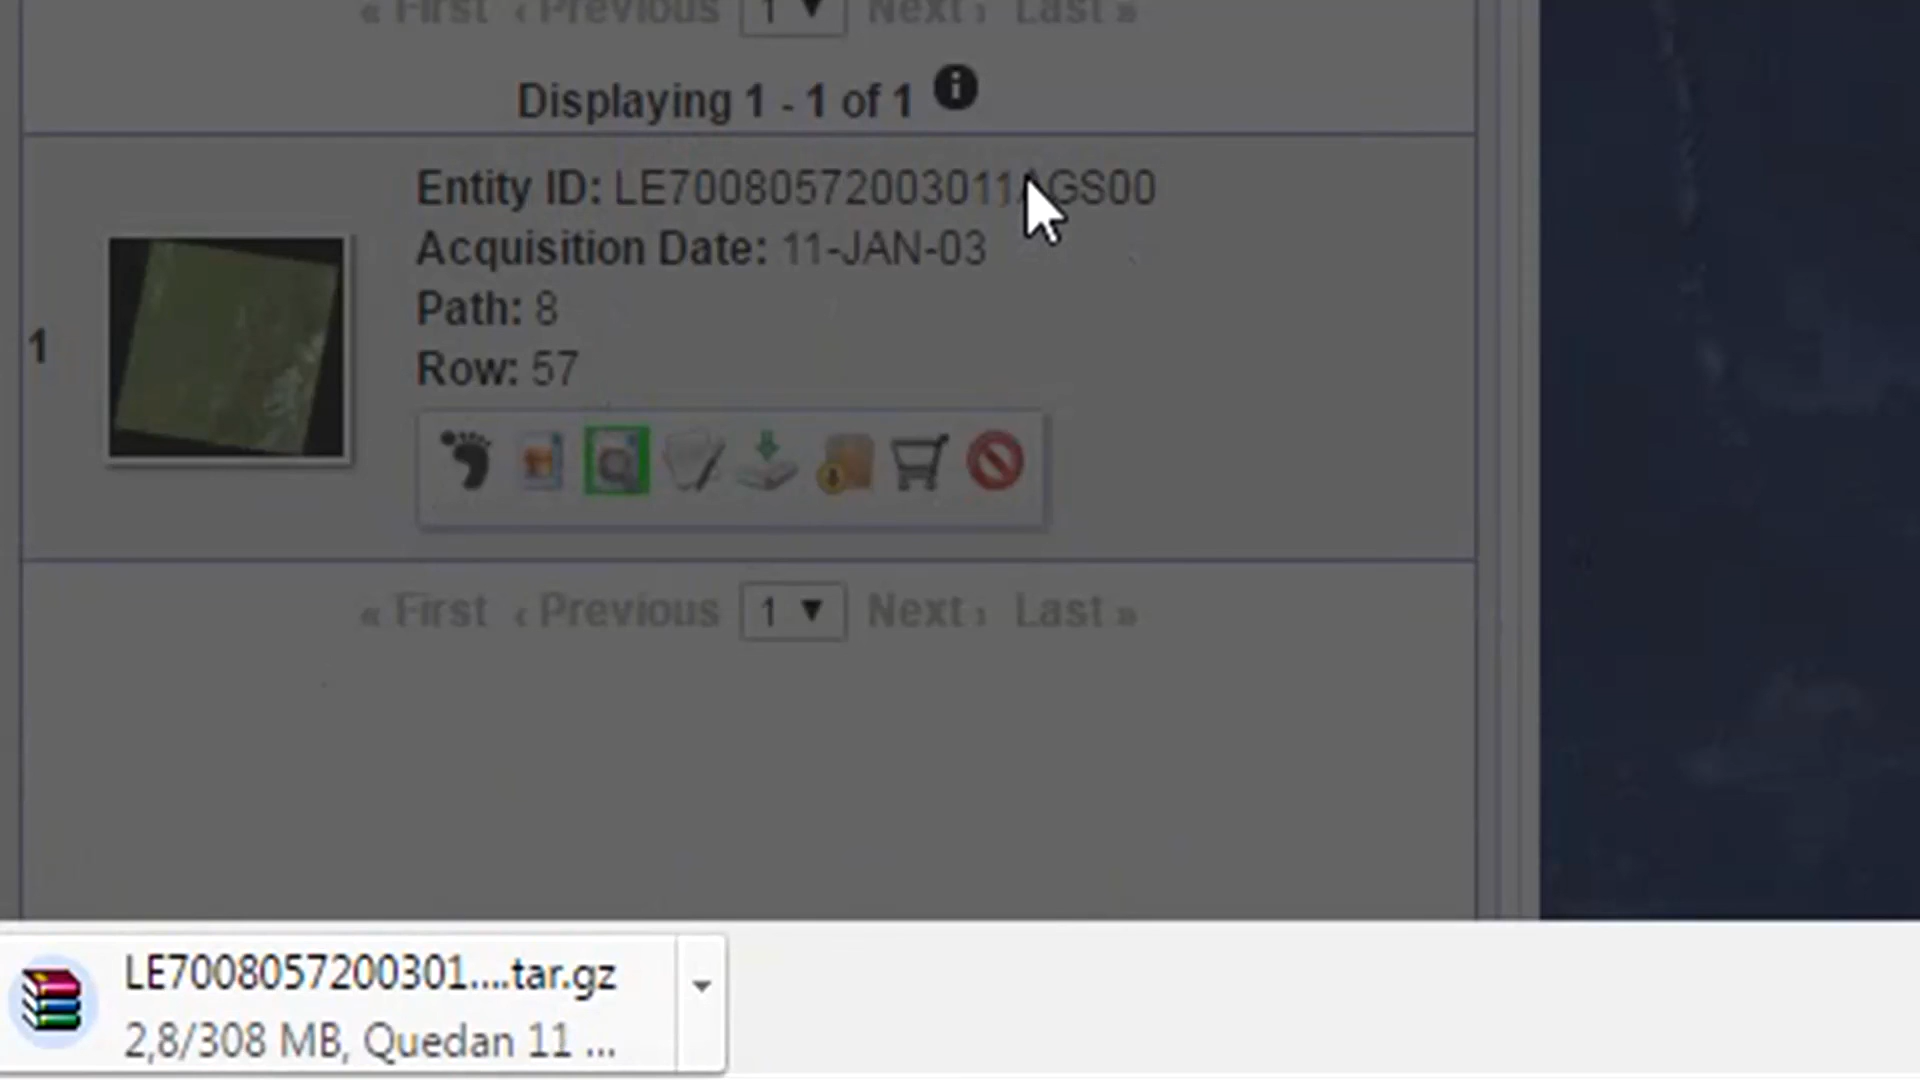 « First ‹ Previous 1 ▼ Next › Last »
Displaying 1 - 1 of 1 i
Entity ID: LE70080572003011AGS00
Acquisition Date: 11-JAN-03
Path: 8
1
Row: 57
« First ‹ Previous 1 ▼ Next › Last »
LE7008057200301....tar.gz
2,8/308 MB, Quedan 11 ...